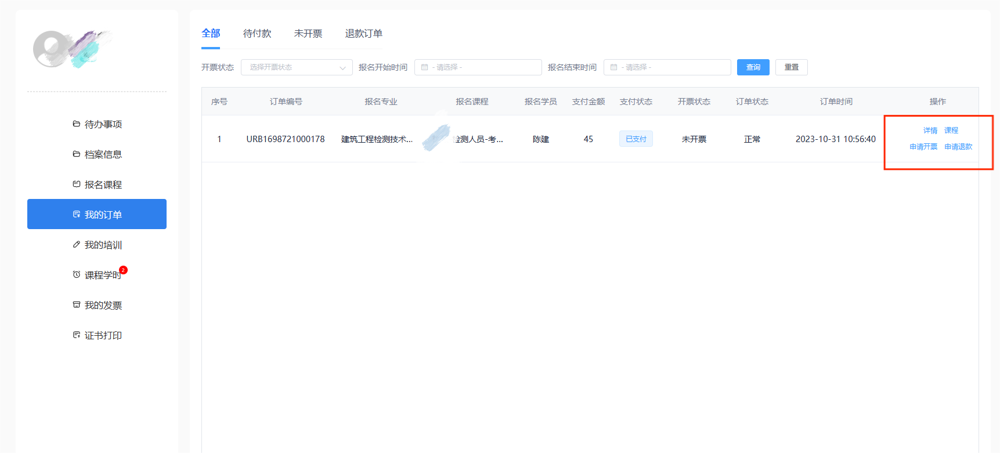 待办事项
档案信息
报名课程
我的订单
我的培训
课程学时 2
我的发票
证书打印
全部 待付款 未开票 退款订单
开票状态 选择开票状态 报名开始时间 - 请选择 - 报名结束时间 - 请选择 - 查询 重置
序号 订单编号 报名专业 报名课程 报名学员 支付金额 支付状态 开票状态 订单状态 订单时间 操作
1 URB1698721000178 建筑工程检测技术... 检测人员-考... 陈建 45 已支付 未开票 正常 2023-10-31 10:56:40
详情 课程
申请开票 申请退款